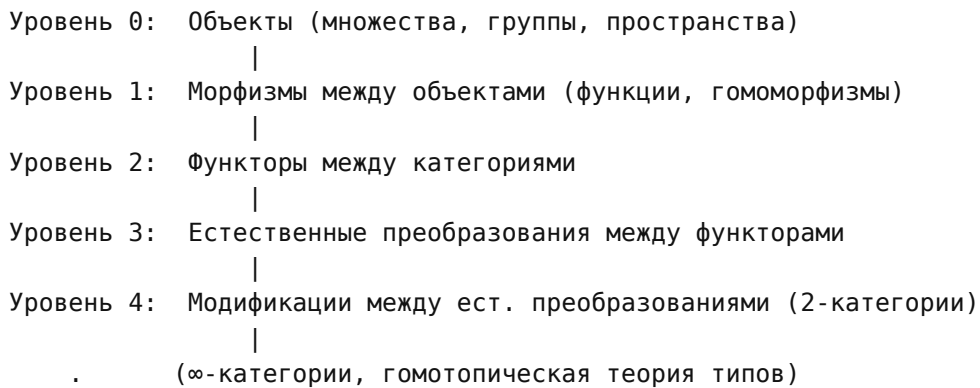 Уровень 0:  Объекты (множества, группы, пространства)
|
Уровень 1:  Морфизмы между объектами (функции, гомоморфизмы)
|
Уровень 2:  Функторы между категориями
|
Уровень 3:  Естественные преобразования между функторами
|
Уровень 4:  Модификации между ест. преобразованиями (2-категории)
|
.      (∞-категории, гомотопическая теория типов)